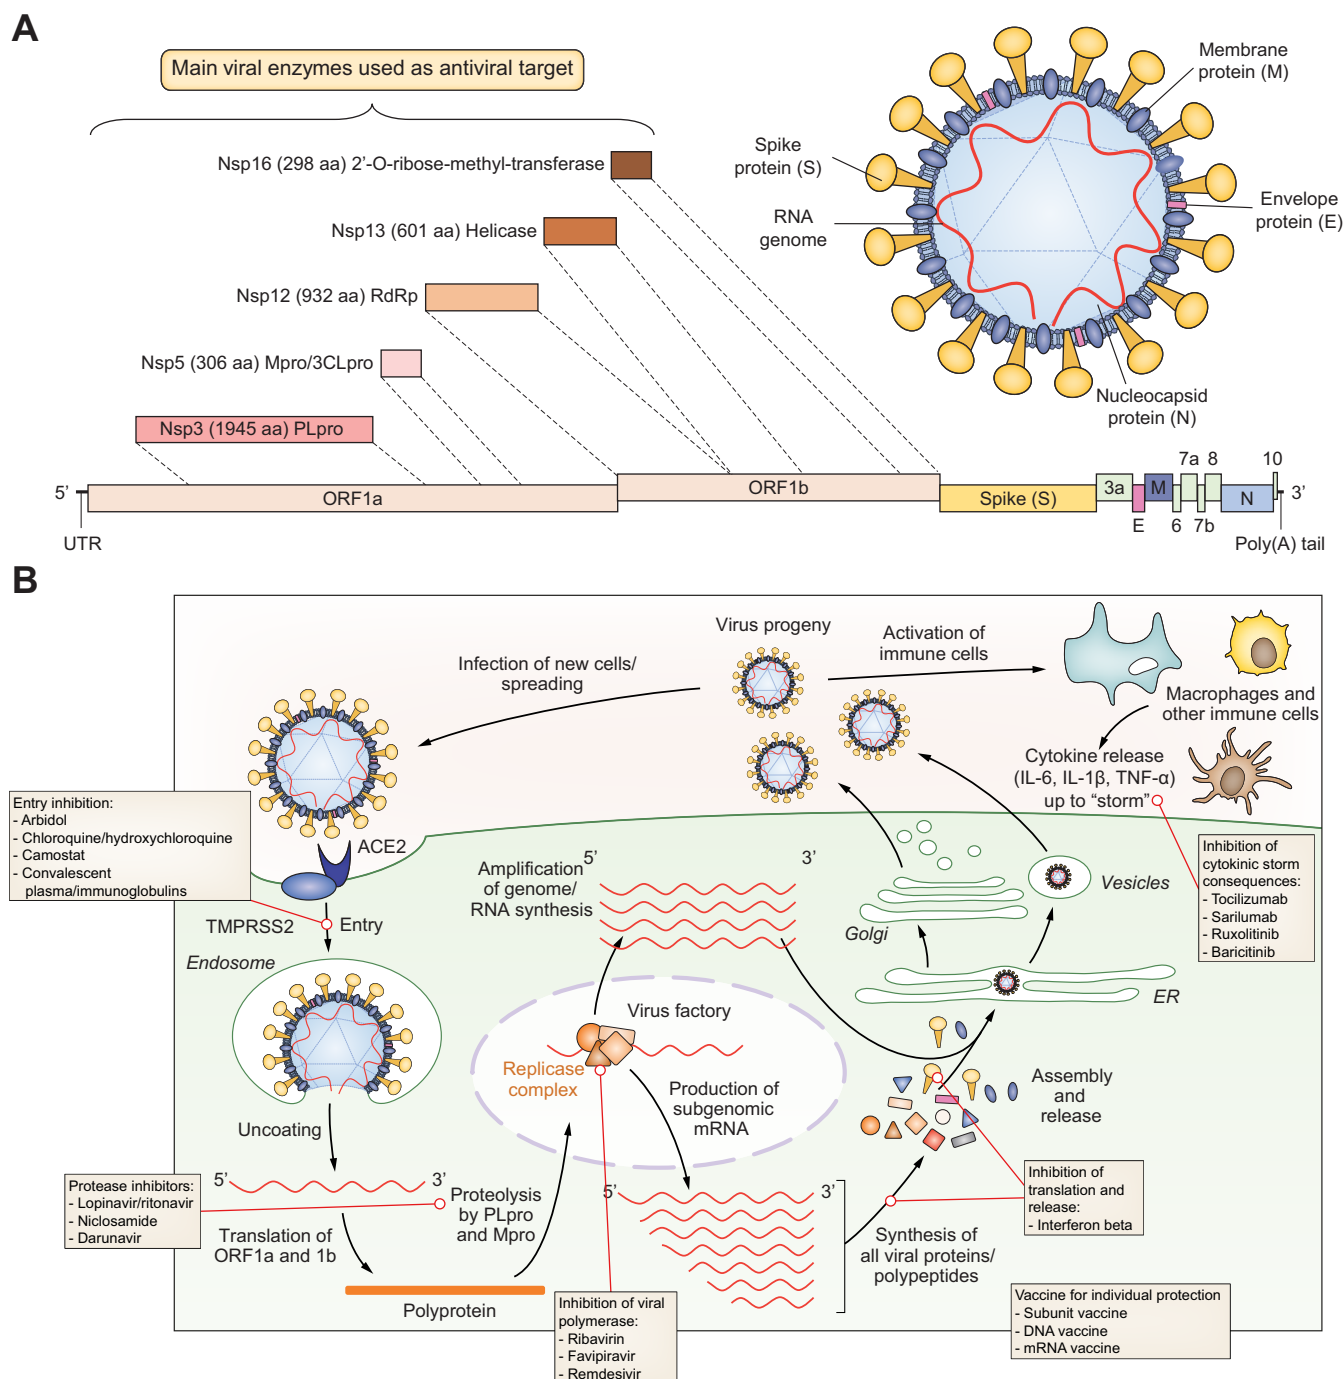 A
Main viral enzymes used as antiviral target
Nsp16 (298 aa) 2’-O-ribose-methyl-transferase
Nsp13 (601 aa) Helicase
Nsp12 (932 aa) RdRp
Nsp5 (306 aa) Mpro/3CLpro
Nsp3 (1945 aa) PLpro
Membrane
protein (M)
Spike
protein (S)
RNA
genome
Envelope
protein (E)
Nucleocapsid
protein (N)
5’
UTR
ORF1a
ORF1b
Spike (S)
3a
E
M
6
7a
7b
8
N
10
3’
Poly(A) tail
B
Virus progeny
Infection of new cells/
spreading
Activation of
immune cells
Macrophages and
other immune cells
Cytokine release
(IL-6, IL-1β, TNF-α)
up to “storm”
Entry inhibition:
- Arbidol
- Chloroquine/hydroxychloroquine
- Camostat
- Convalescent
plasma/immunoglobulins
ACE2
TMPRSS2
Entry
Endosome
Uncoating
5’
3’
Amplification
of genome/
RNA synthesis
5’
3’
Golgi
Vesicles
ER
Inhibition of
cytokinic storm
consequences:
- Tocilizumab
- Sarilumab
- Ruxolitinib
- Baricitinib
Virus factory
Replicase
complex
Production of
subgenomic
mRNA
Assembly
and
release
Protease inhibitors:
- Lopinavir/ritonavir
- Niclosamide
- Darunavir
Translation of
ORF1a and 1b
Proteolysis
by PLpro
and Mpro
Polyprotein
5’
3’
Synthesis of
all viral proteins/
polypeptides
Inhibition of
translation and
release:
- Interferon beta
Inhibition of viral
polymerase:
- Ribavirin
- Favipiravir
- Remdesivir
Vaccine for individual protection
- Subunit vaccine
- DNA vaccine
- mRNA vaccine